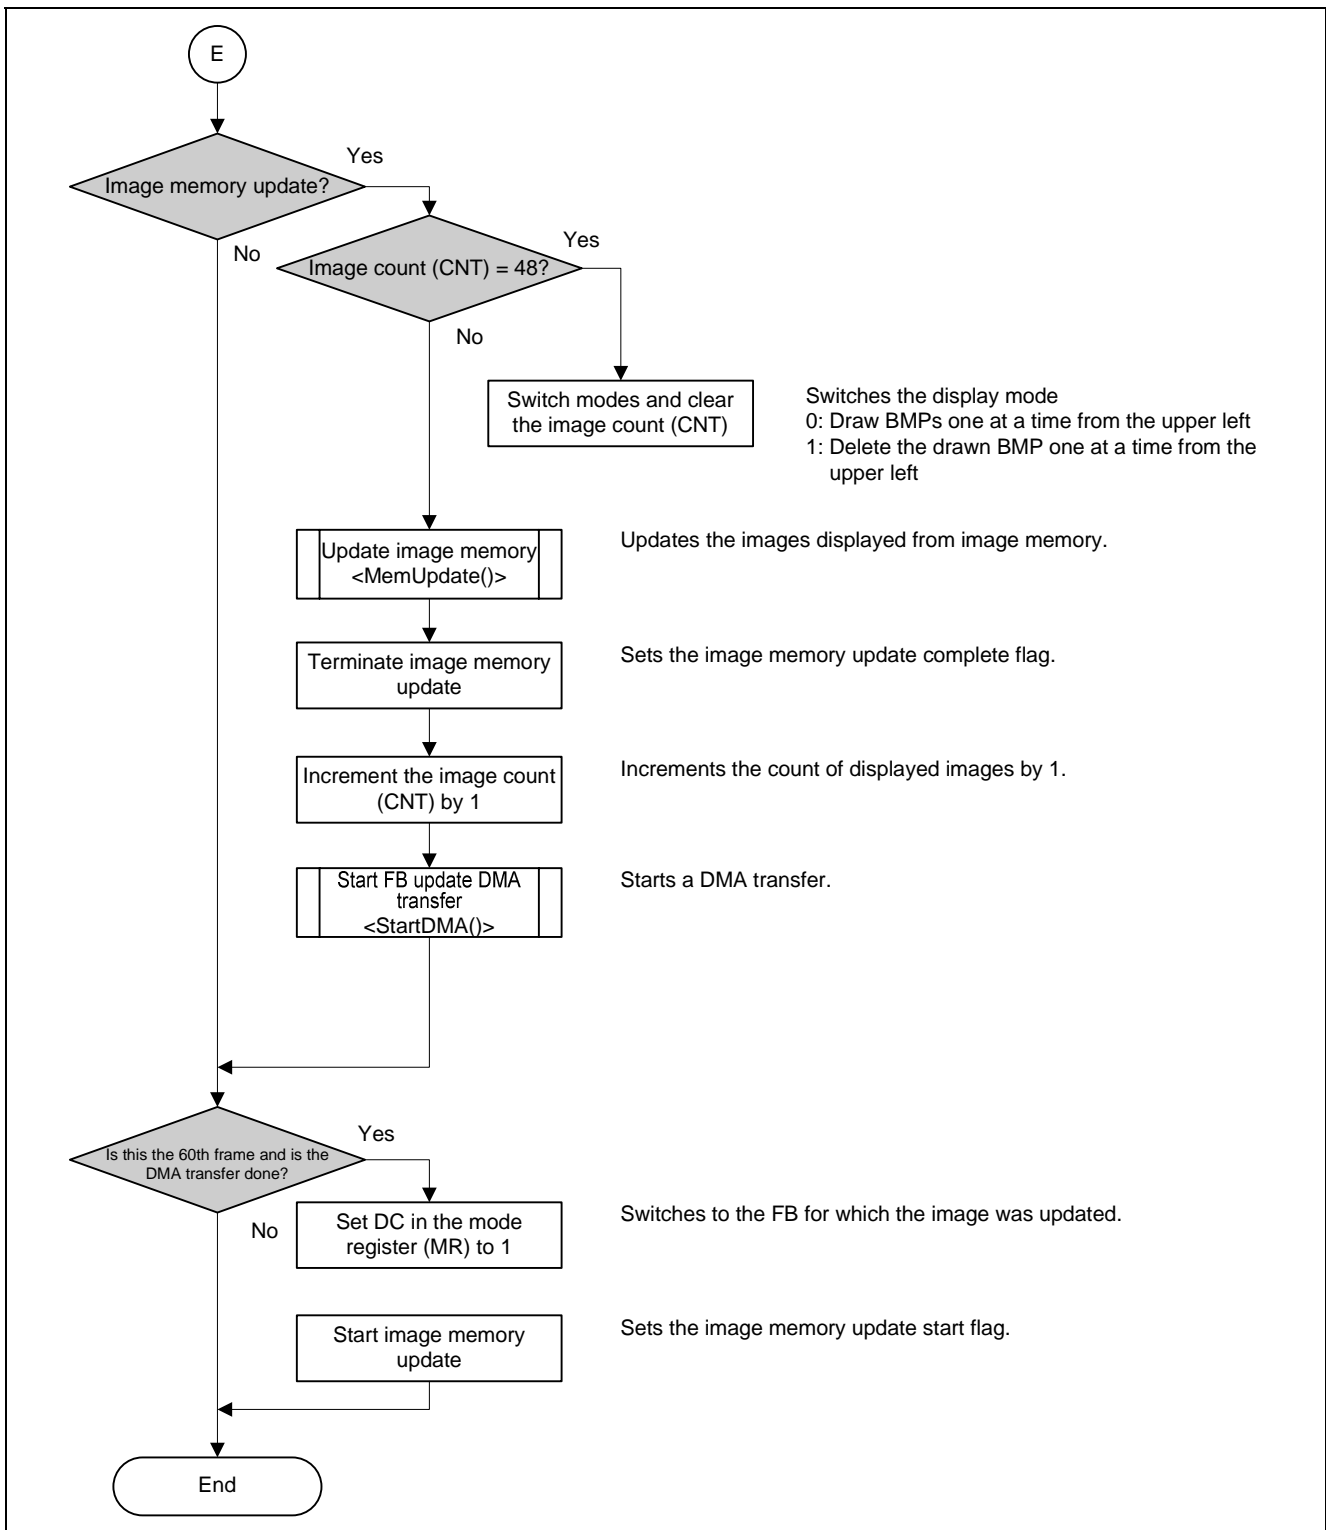 E
Yes
Image memory update?
No
Yes
Image count (CNT) = 48?
No
Switch modes and clear
the image count (CNT)
Switches the display mode
0: Draw BMPs one at a time from the upper left
1: Delete the drawn BMP one at a time from the
upper left
Update image memory
<MemUpdate()>
Updates the images displayed from image memory.
Terminate image memory
update
Sets the image memory update complete flag.
Increment the image count
(CNT) by 1
Increments the count of displayed images by 1.
Start FB update DMA
transfer
<StartDMA()>
Starts a DMA transfer.
Yes
Is this the 60th frame and is the
DMA transfer done?
No
Set DC in the mode
register (MR) to 1
Switches to the FB for which the image was updated.
Start image memory
update
Sets the image memory update start flag.
End